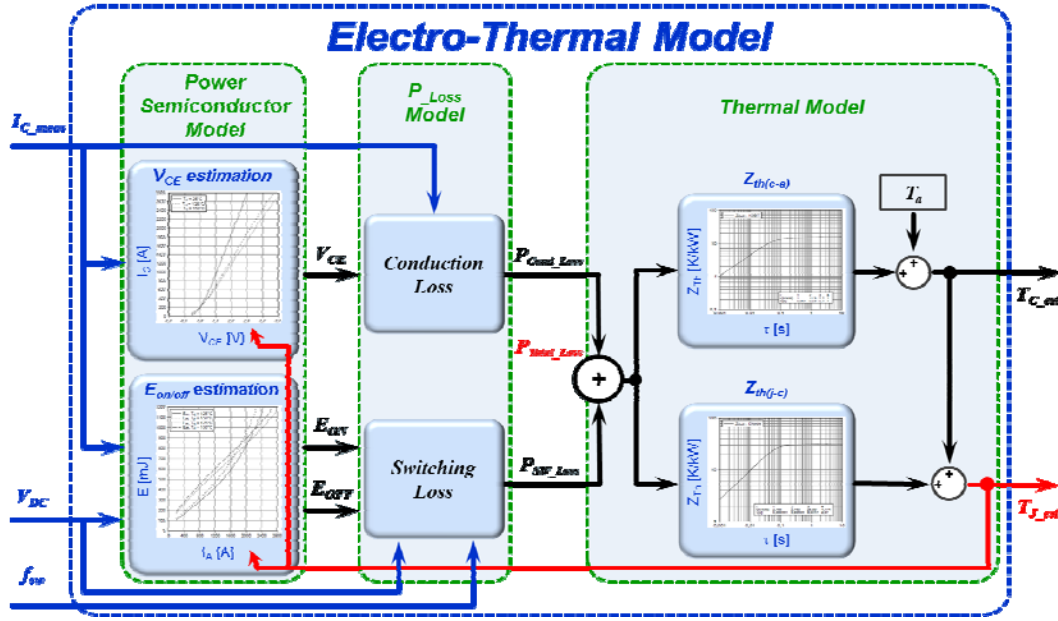 Electro-Thermal Model
Power
Semiconductor
Model
P_Loss
Model
Thermal Model
I_C_meas
V_CE estimation
I_C [A]
V_CE [V]
V_CE
Conduction
Loss
P_Cond_Loss
Z_th(c-a)
Z_Th [K/kW]
τ [s]
T_a
T_C_est
P_Total_Loss
E_on/off estimation
E [mJ]
I_A [A]
E_ON
E_OFF
Switching
Loss
P_SW_Loss
Z_th(j-c)
Z_Th [K/kW]
τ [s]
T_J_est
V_DC
f_sw